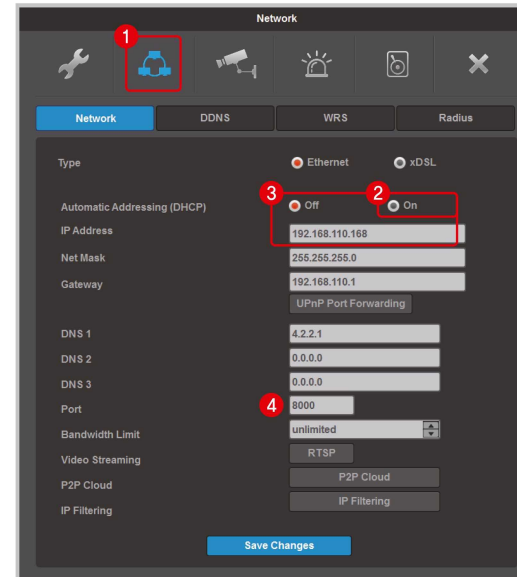 Network
1
Network DDNS WRS Radius
Type Ethernet xDSL
3 2
Automatic Addressing (DHCP) Off On
IP Address 192.168.110.168
Net Mask 255.255.255.0
Gateway 192.168.110.1
UPnP Port Forwarding
DNS 1 4.2.2.1
DNS 2 0.0.0.0
DNS 3 0.0.0.0
Port 4 8000
Bandwidth Limit unlimited
Video Streaming RTSP
P2P Cloud P2P Cloud
IP Filtering IP Filtering
Save Changes